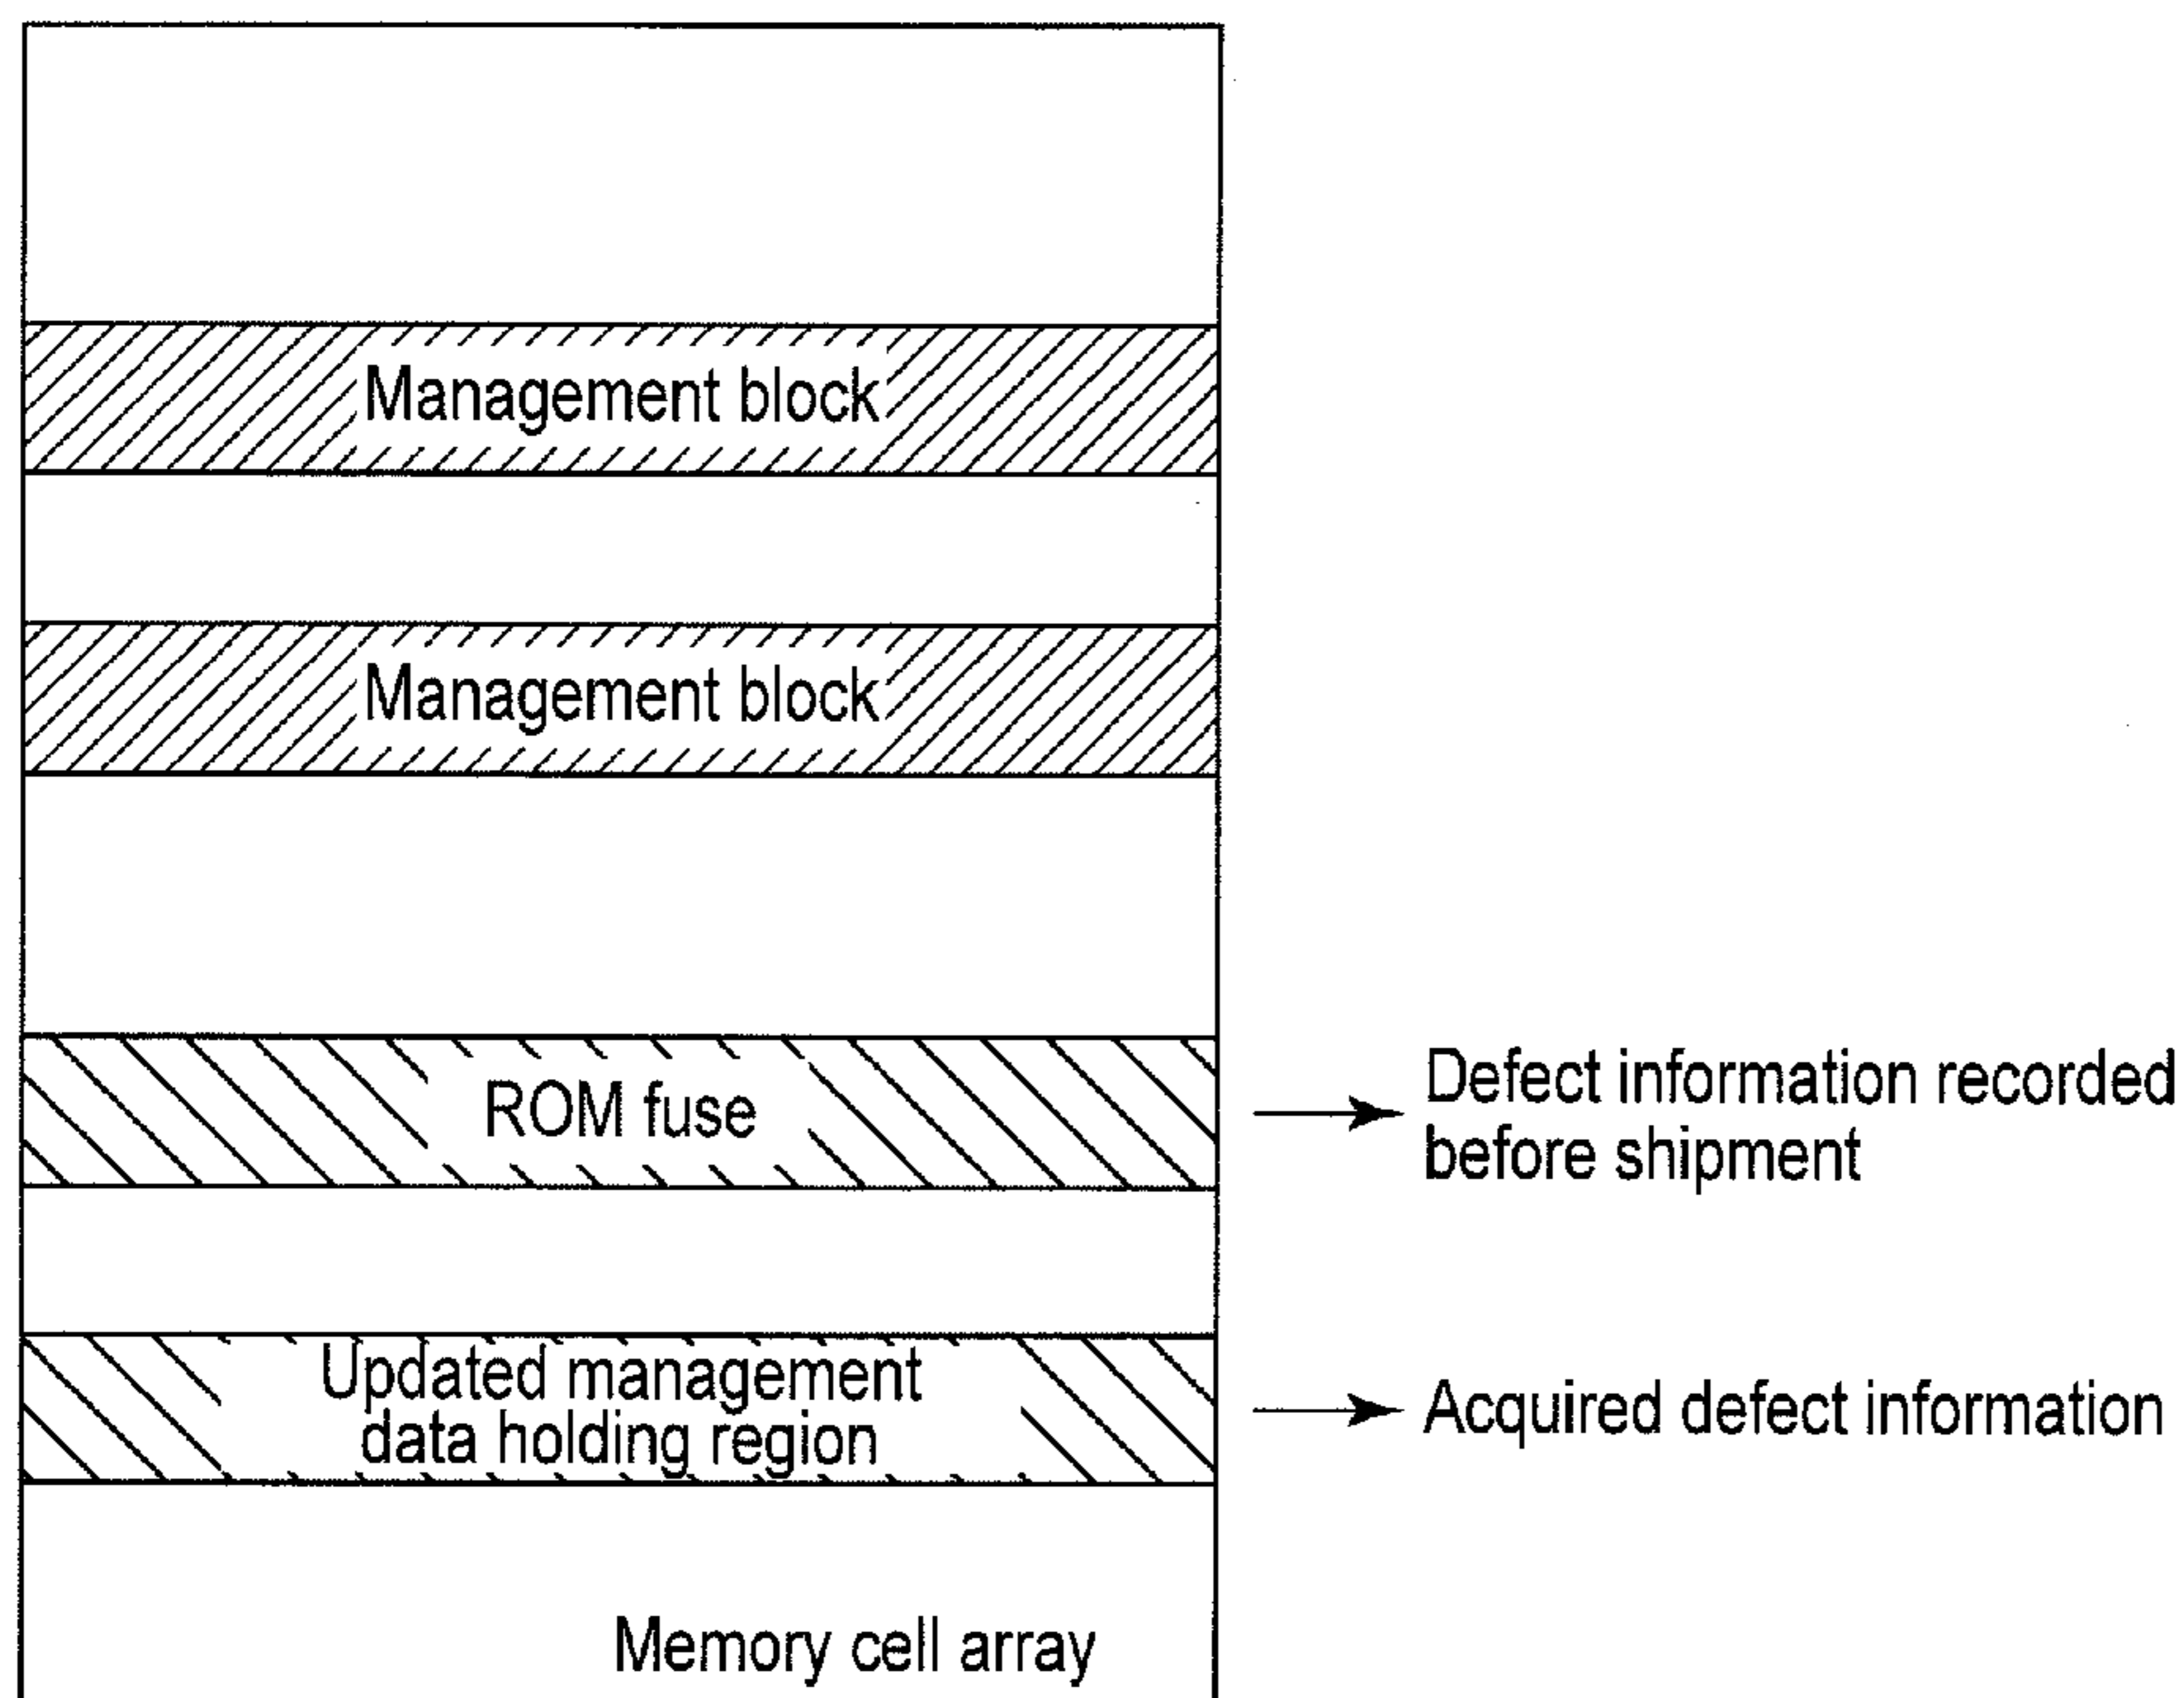 Management block
Management block
ROM fuse
Defect information recorded
before shipment
Updated management
data holding region
Acquired defect information
Memory cell array